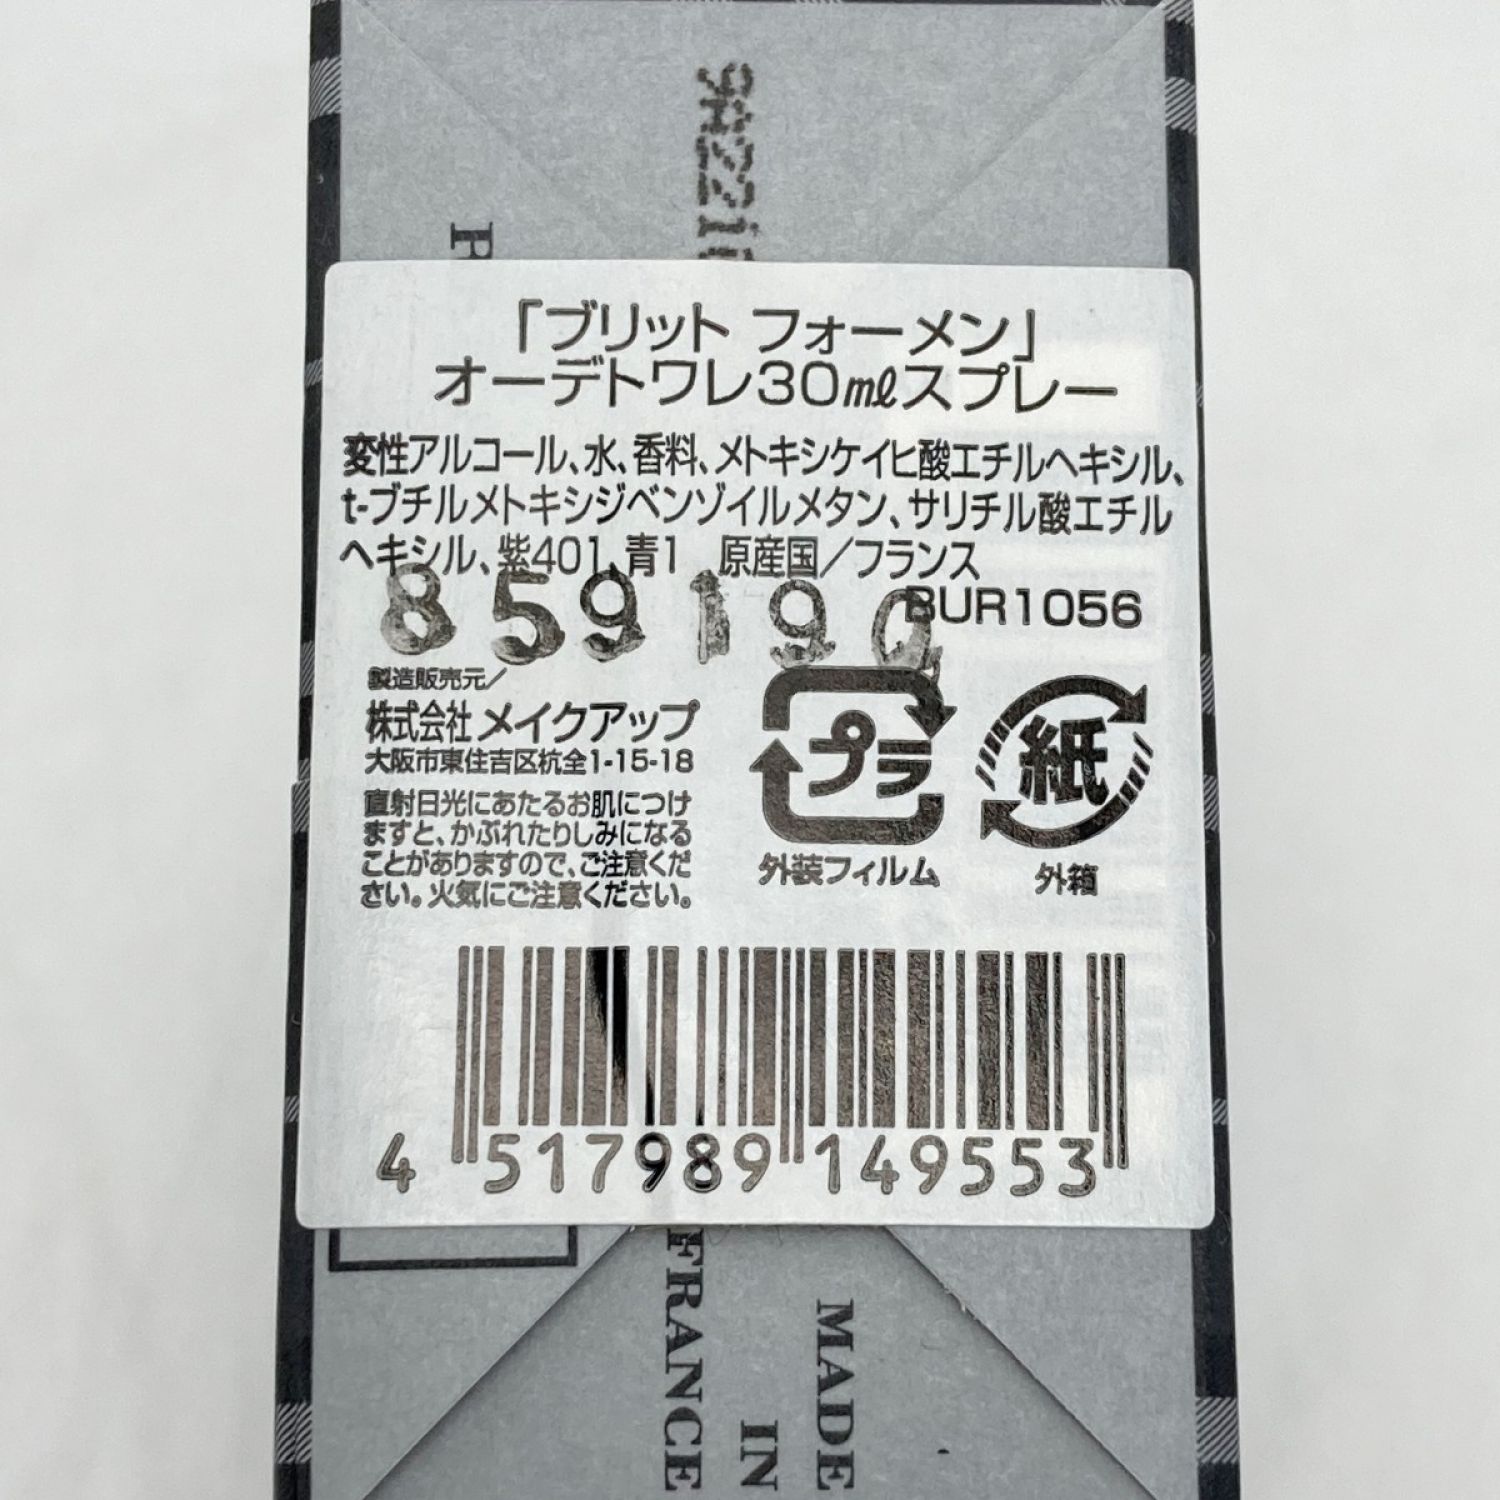 「ブリット フォーメン」
オーデトワレ30mlスプレー
変性アルコール、水、香料、メトキシケイヒ酸エチルヘキシル、
t-ブチルメトキシジベンゾイルメタン、サリチル酸エチル
ヘキシル、紫401、青1 原産国/フランス
BUR1056
859190
製造販売元/
株式会社 メイクアップ
大阪市東住吉区杭全1-15-18
直射日光にあたるお肌につけ
ますと、かぶれたりしみになる
ことがありますので、ご注意くだ
さい。火気にご注意ください。
プラ
外装フィルム
紙
外箱
4 517989 149553
MADE
IN
FRANCE